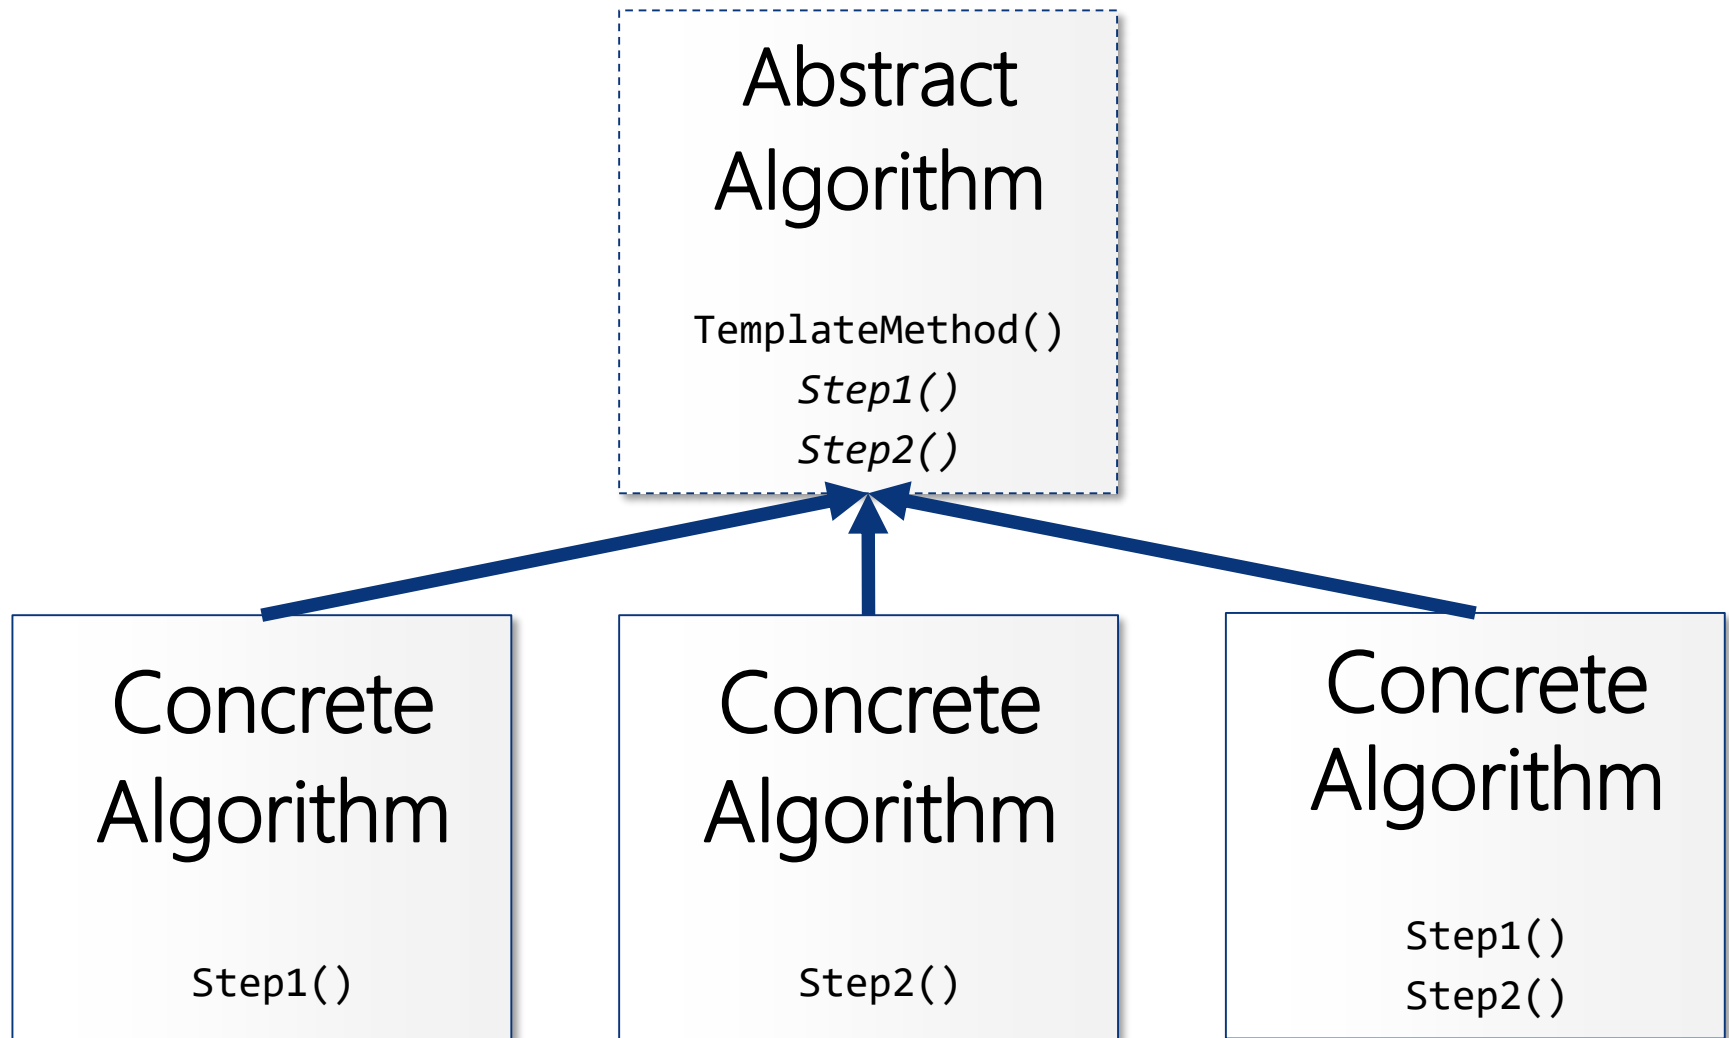 Abstract
Algorithm
TemplateMethod()
Step1()
Step2()
Concrete
Algorithm
Step1()
Concrete
Algorithm
Step2()
Concrete
Algorithm
Step1()
Step2()